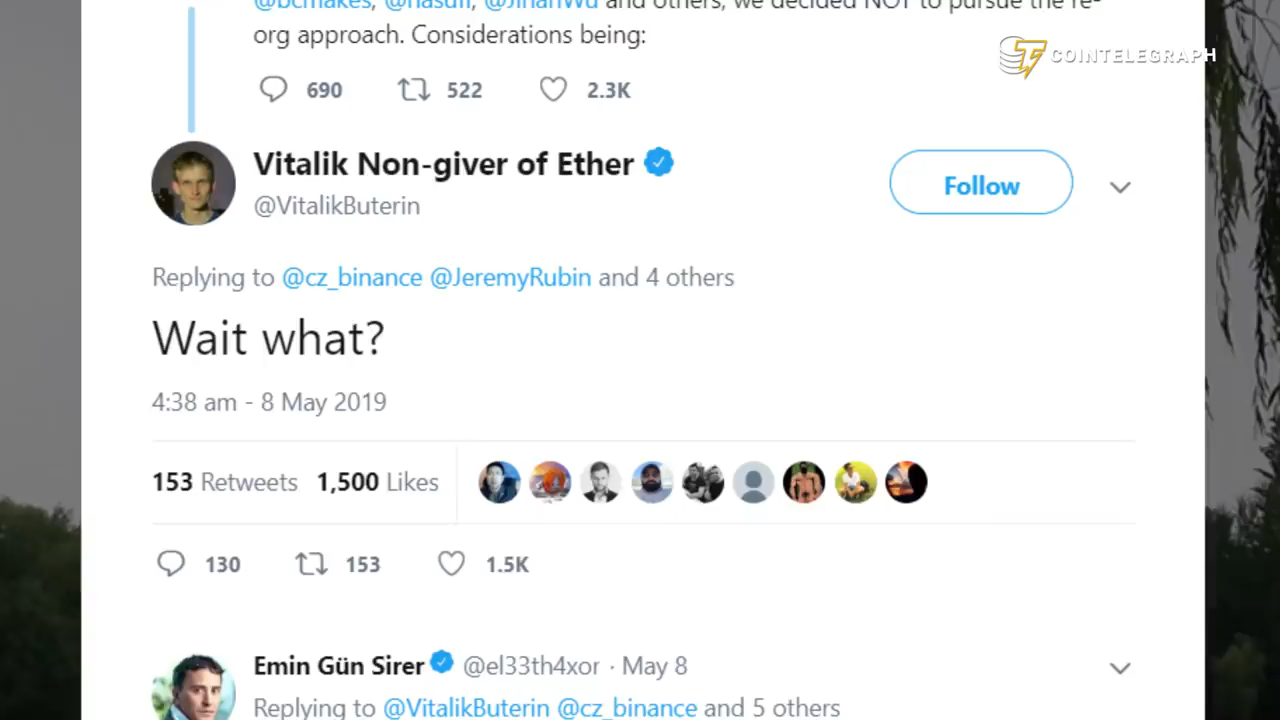 @bcmakes, @hasufl, @JihanWu and others, we decided NOT to pursue the re-
org approach. Considerations being:
COINTELEGRAPH
690 522 2.3K
Vitalik Non-giver of Ether
Follow
@VitalikButerin
Replying to @cz_binance @JeremyRubin and 4 others
Wait what?
4:38 am - 8 May 2019
153 Retweets 1,500 Likes
130 153 1.5K
Emin Gün Sirer @el33th4xor · May 8
Replying to @VitalikButerin @cz_binance and 5 others